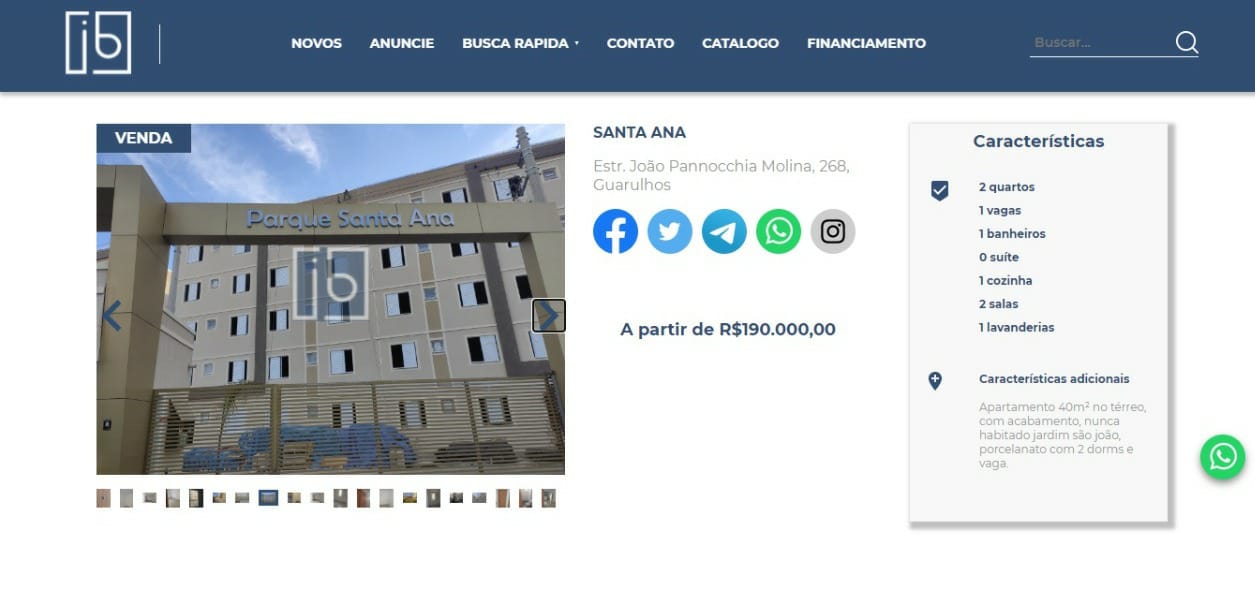 ib
NOVOS ANUNCIE BUSCA RAPIDA CONTATO CATALOGO FINANCIAMENTO
Buscar...
VENDA
Parque Santa Ana
ib
SANTA ANA
Estr. João Pannocchia Molina, 268,
Guarulhos
A partir de R$190.000,00
Características
2 quartos
1 vagas
1 banheiros
0 suíte
1 cozinha
2 salas
1 lavanderias
Características adicionais
Apartamento 40m² no térreo,
com acabamento, nunca
habitado jardim são joão,
porcelanato com 2 dorms e
vaga.